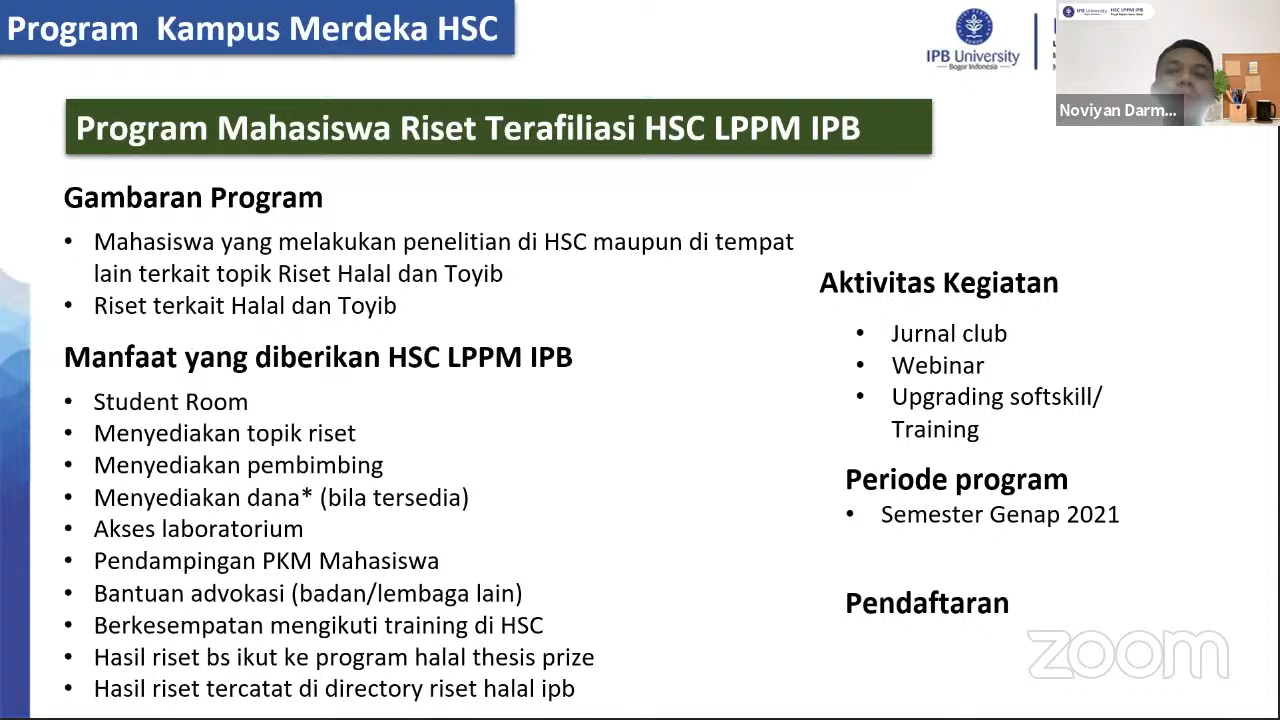 Program Kampus Merdeka HSC
IPB University
Bogor Indonesia
IPB University
HSC LPPM IPB
Noviyan Darm...
Program Mahasiswa Riset Terafiliasi HSC LPPM IPB
Gambaran Program
• Mahasiswa yang melakukan penelitian di HSC maupun di tempat
lain terkait topik Riset Halal dan Toyib
• Riset terkait Halal dan Toyib
Manfaat yang diberikan HSC LPPM IPB
• Student Room
• Menyediakan topik riset
• Menyediakan pembimbing
• Menyediakan dana* (bila tersedia)
• Akses laboratorium
• Pendampingan PKM Mahasiswa
• Bantuan advokasi (badan/lembaga lain)
• Berkesempatan mengikuti training di HSC
• Hasil riset bs ikut ke program halal thesis prize
• Hasil riset tercatat di directory riset halal ipb
Aktivitas Kegiatan
• Jurnal club
• Webinar
• Upgrading softskill/
Training
Periode program
• Semester Genap 2021
Pendaftaran
zoom